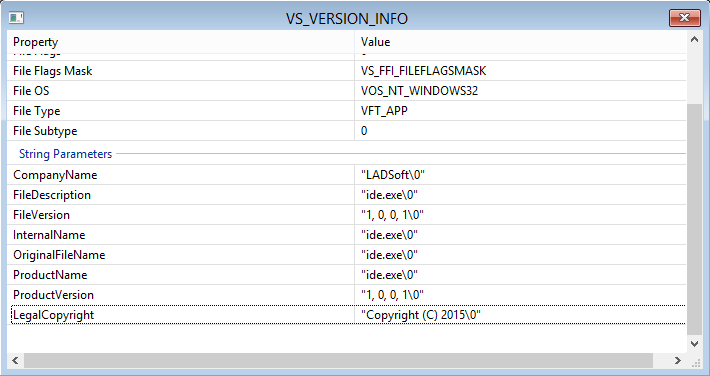 VS_VERSION_INFO
Property Value
File Flags Mask VS_FFI_FILEFLAGSMASK
File OS VOS_NT_WINDOWS32
File Type VFT_APP
File Subtype 0
String Parameters
CompanyName "LADSoft\0"
FileDescription "ide.exe\0"
FileVersion "1, 0, 0, 1\0"
InternalName "ide.exe\0"
OriginalFileName "ide.exe\0"
ProductName "ide.exe\0"
ProductVersion "1, 0, 0, 1\0"
LegalCopyright "Copyright (C) 2015\0"